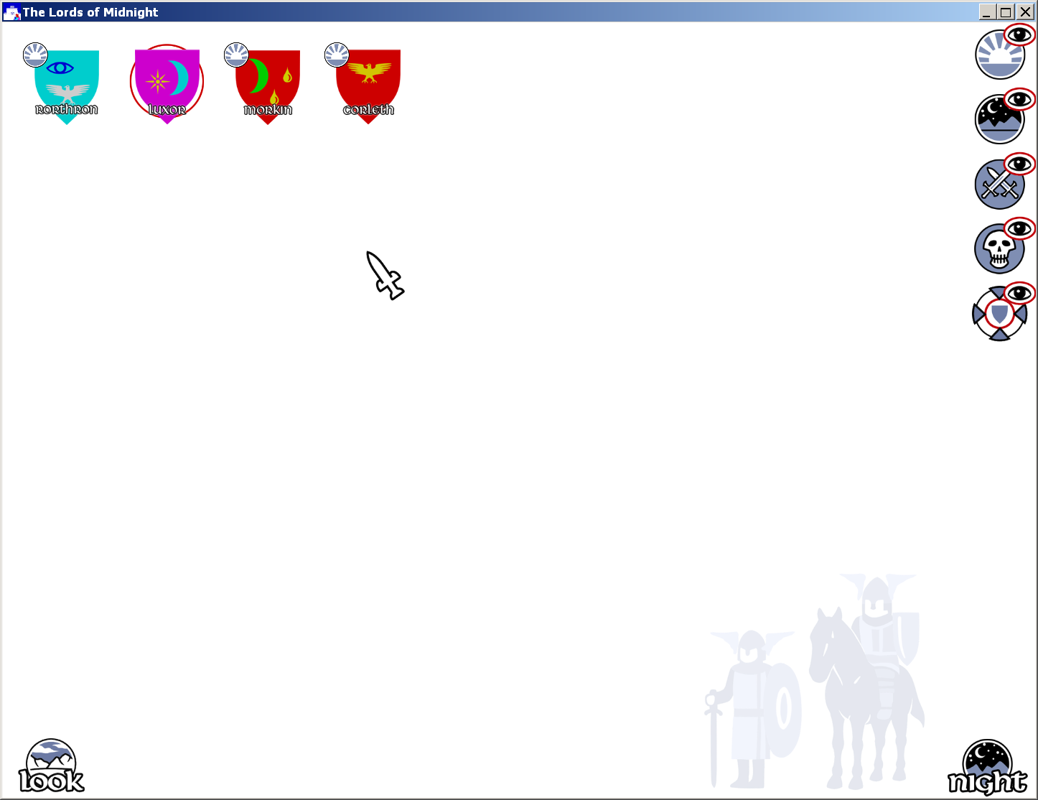 The Lords of Midnight
RORTHRON
LUXOR
MORKIN
CORLETH
look
night